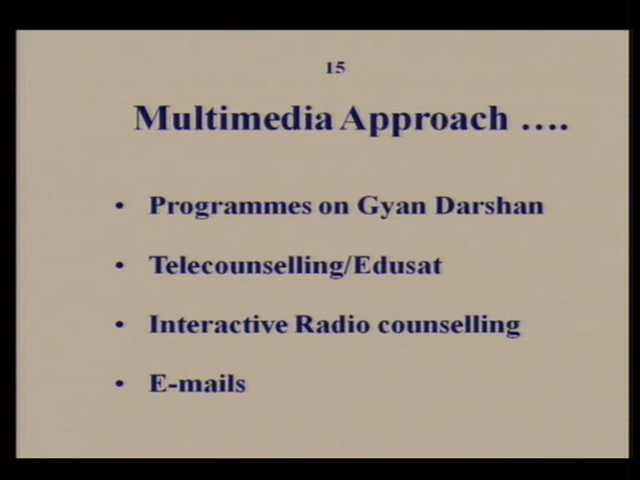 15
Multimedia Approach ....
• Programmes on Gyan Darshan
• Telecounselling/Edusat
• Interactive Radio counselling
• E-mails